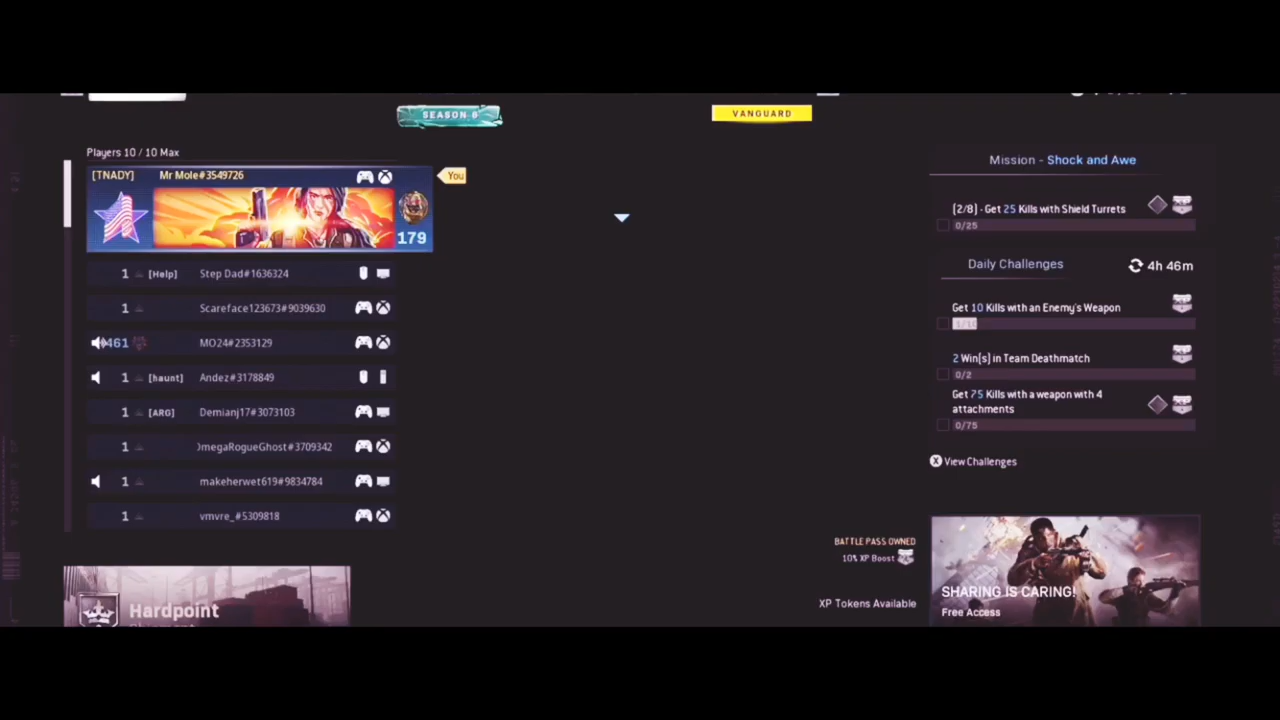 SEASON 6
VANGUARD
Players 10 / 10 Max
[TNADY] Mr Mole#3549726
You
179
1 [Help] Step Dad#1636324
1 Scareface123673#9039630
461 MO24#2353129
1 [haunt] Andez#3178849
1 [ARG] Demianj17#3073103
1 OmegaRogueGhost#3709342
1 makeherwet619#9834784
1 vmvre_#5309818
Hardpoint
Mission - Shock and Awe
(2/8) - Get 25 Kills with Shield Turrets
0/25
Daily Challenges 4h 46m
Get 10 Kills with an Enemy's Weapon
1/10
2 Win(s) in Team Deathmatch
0/2
Get 75 Kills with a weapon with 4
attachments
0/75
X View Challenges
BATTLE PASS OWNED
10% XP Boost
XP Tokens Available
SHARING IS CARING!
Free Access